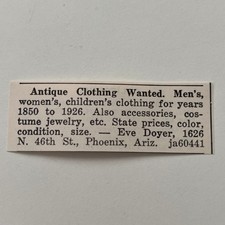 Antique Clothing Wanted. Men's,
women's, children's clothing for years
1850 to 1926. Also accessories, cos-
tume jewelry, etc. State prices, color,
condition, size. — Eve Doyer, 1626
N. 46th St., Phoenix, Ariz. ja60441